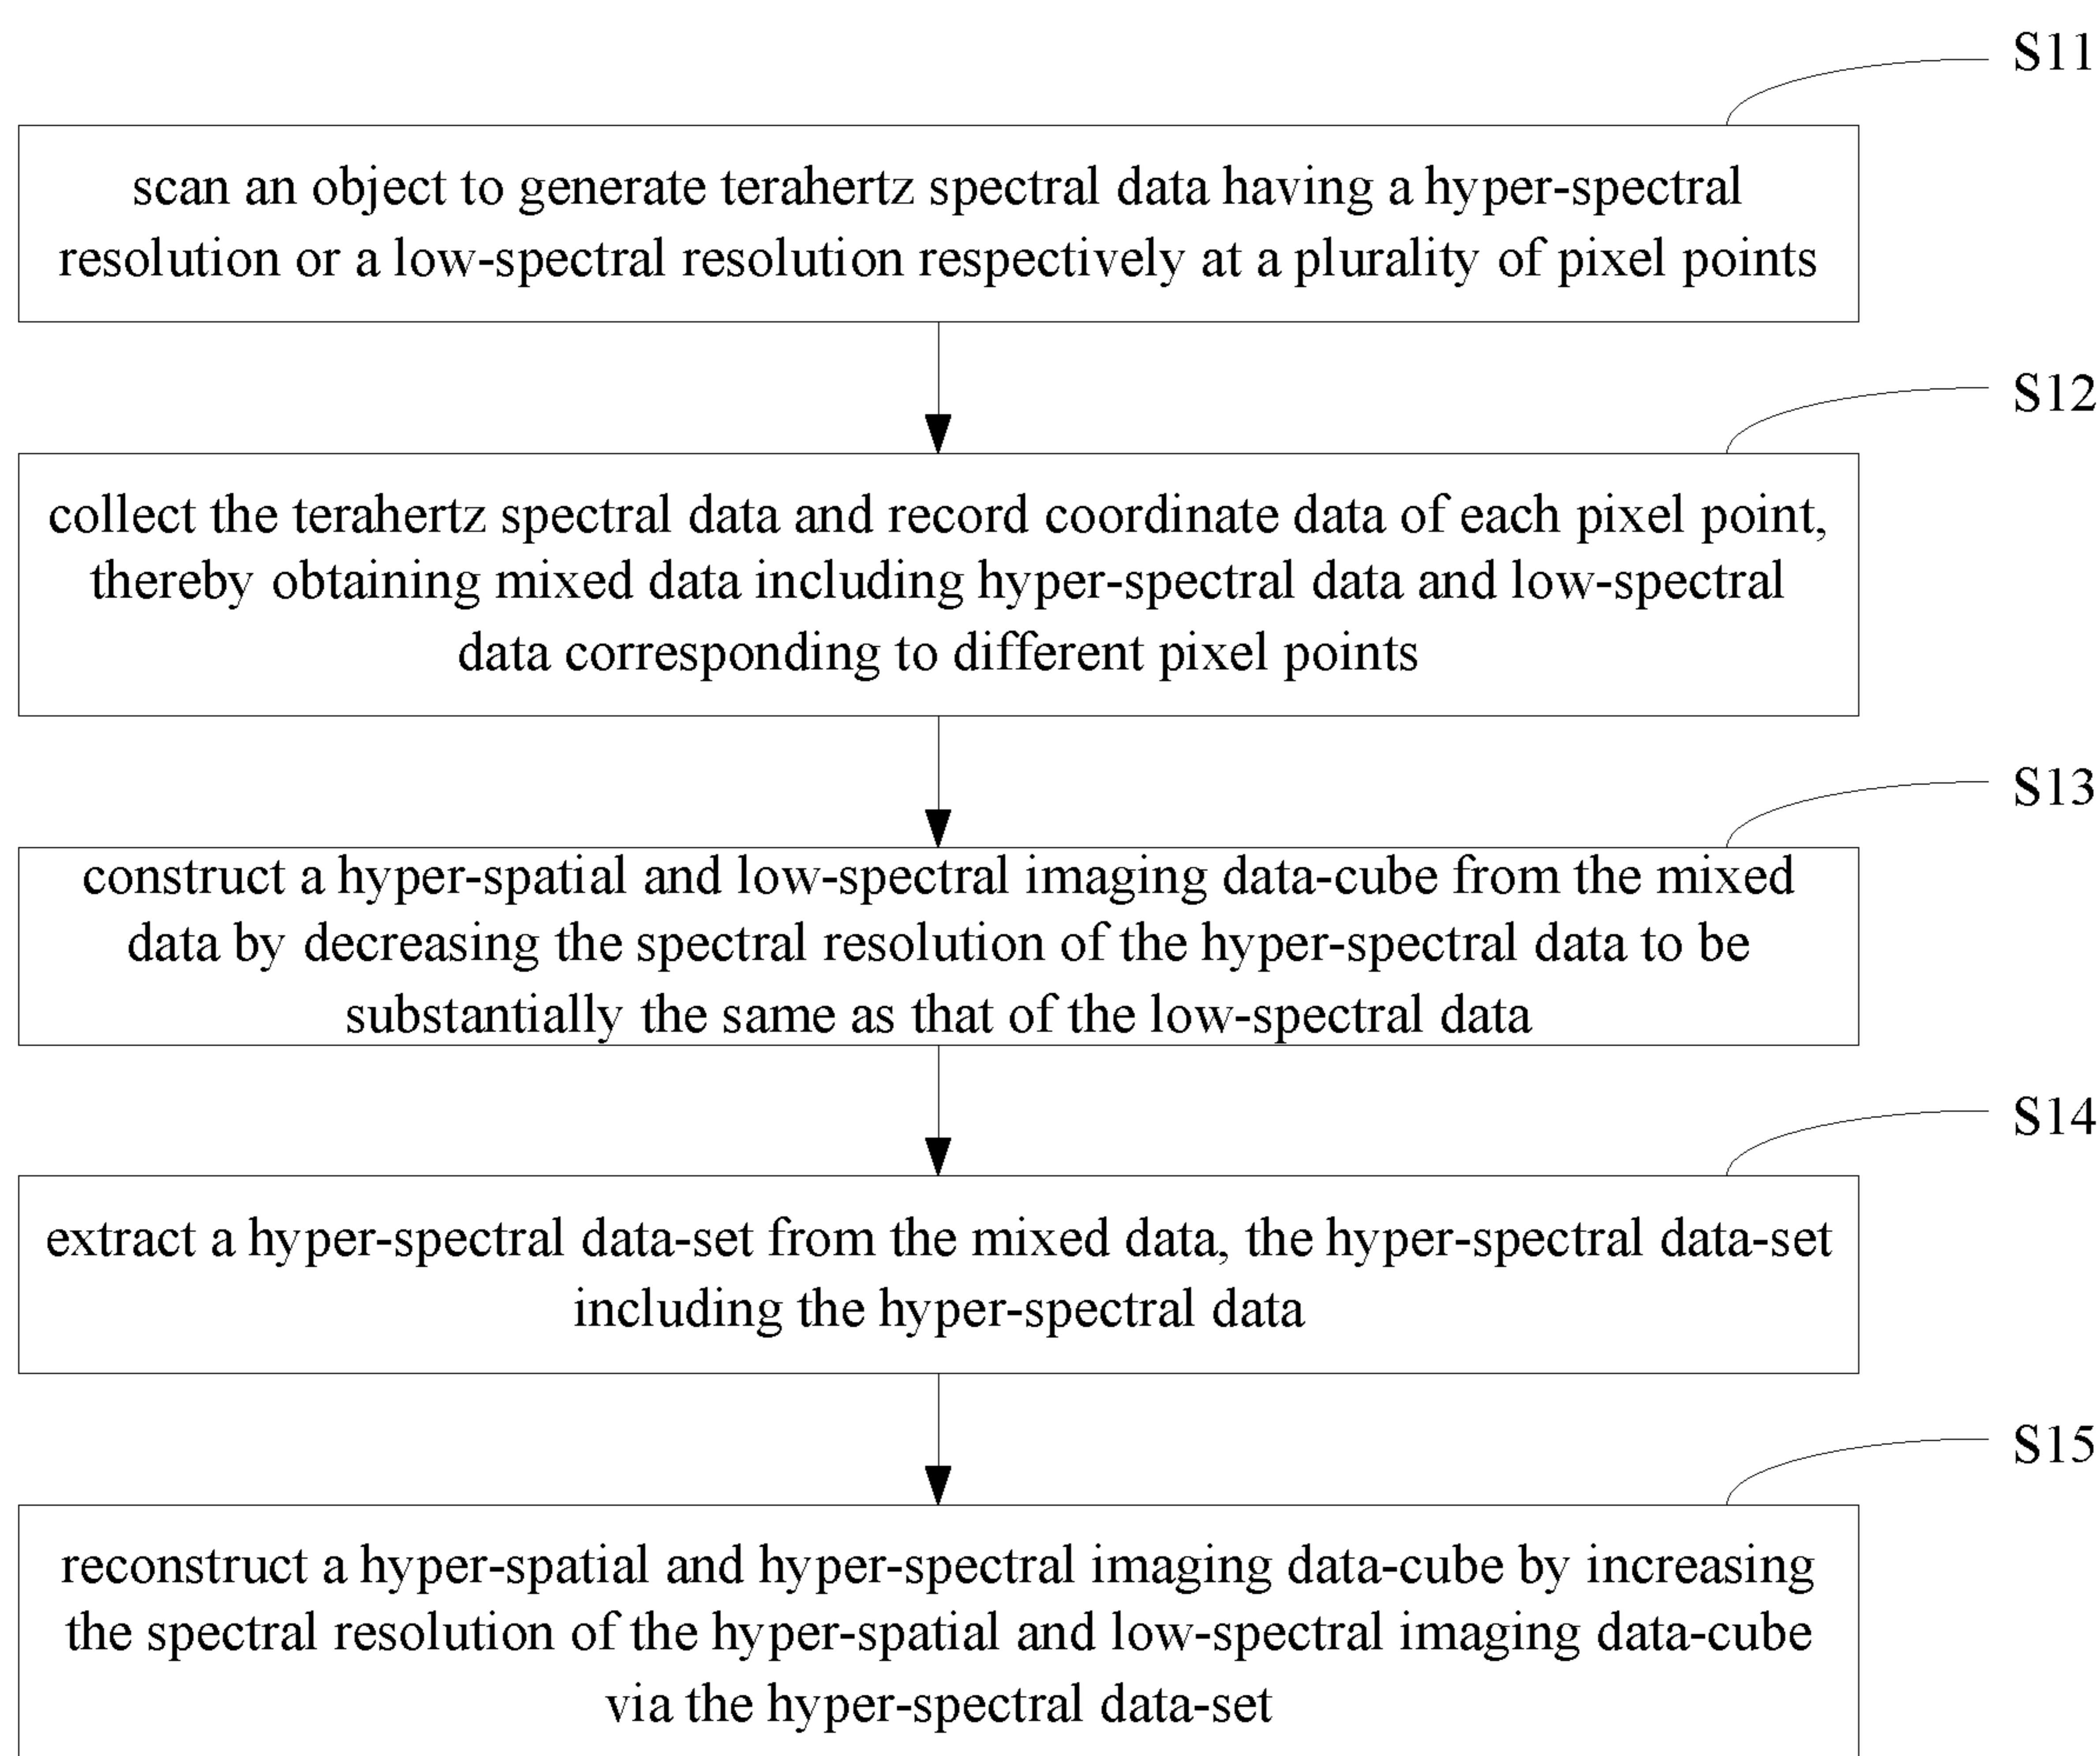 S11
scan an object to generate terahertz spectral data having a hyper-spectral
resolution or a low-spectral resolution respectively at a plurality of pixel points
S12
collect the terahertz spectral data and record coordinate data of each pixel point,
thereby obtaining mixed data including hyper-spectral data and low-spectral
data corresponding to different pixel points
S13
construct a hyper-spatial and low-spectral imaging data-cube from the mixed
data by decreasing the spectral resolution of the hyper-spectral data to be
substantially the same as that of the low-spectral data
S14
extract a hyper-spectral data-set from the mixed data, the hyper-spectral data-set
including the hyper-spectral data
S15
reconstruct a hyper-spatial and hyper-spectral imaging data-cube by increasing
the spectral resolution of the hyper-spatial and low-spectral imaging data-cube
via the hyper-spectral data-set